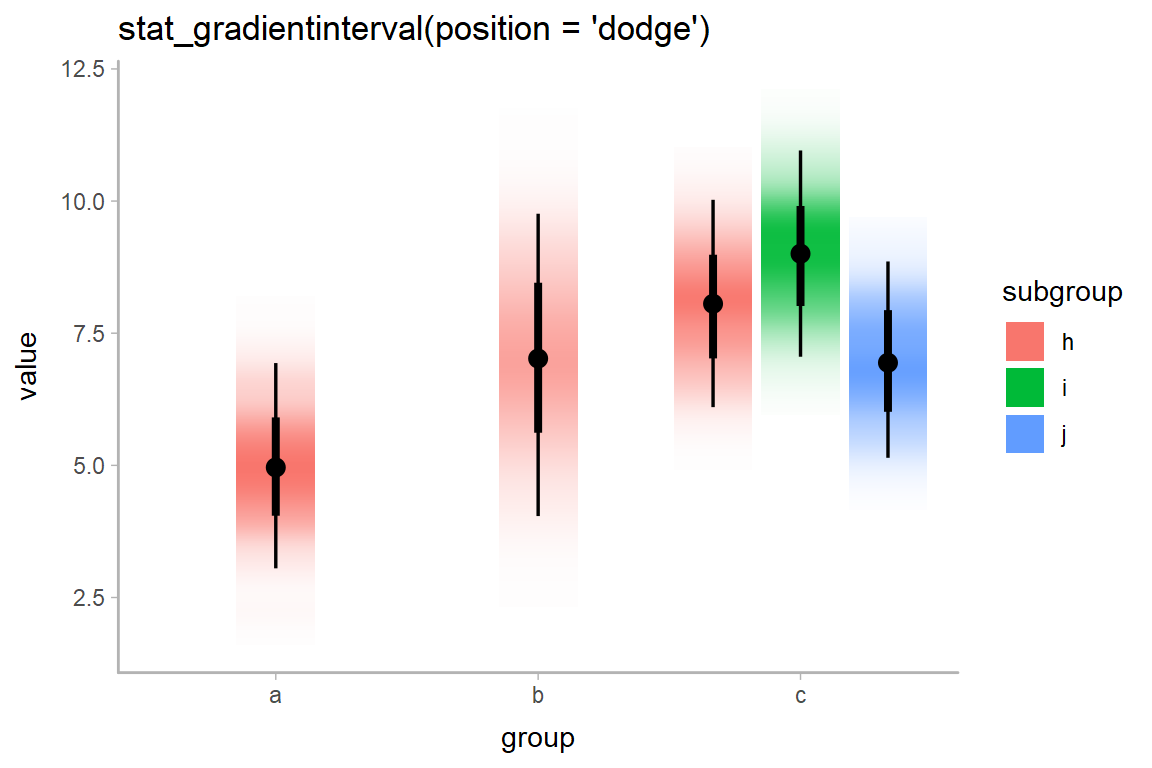 stat_gradientinterval(position = 'dodge')
12.5
10.0
7.5
5.0
2.5
value
a
b
c
group
subgroup
h
i
j